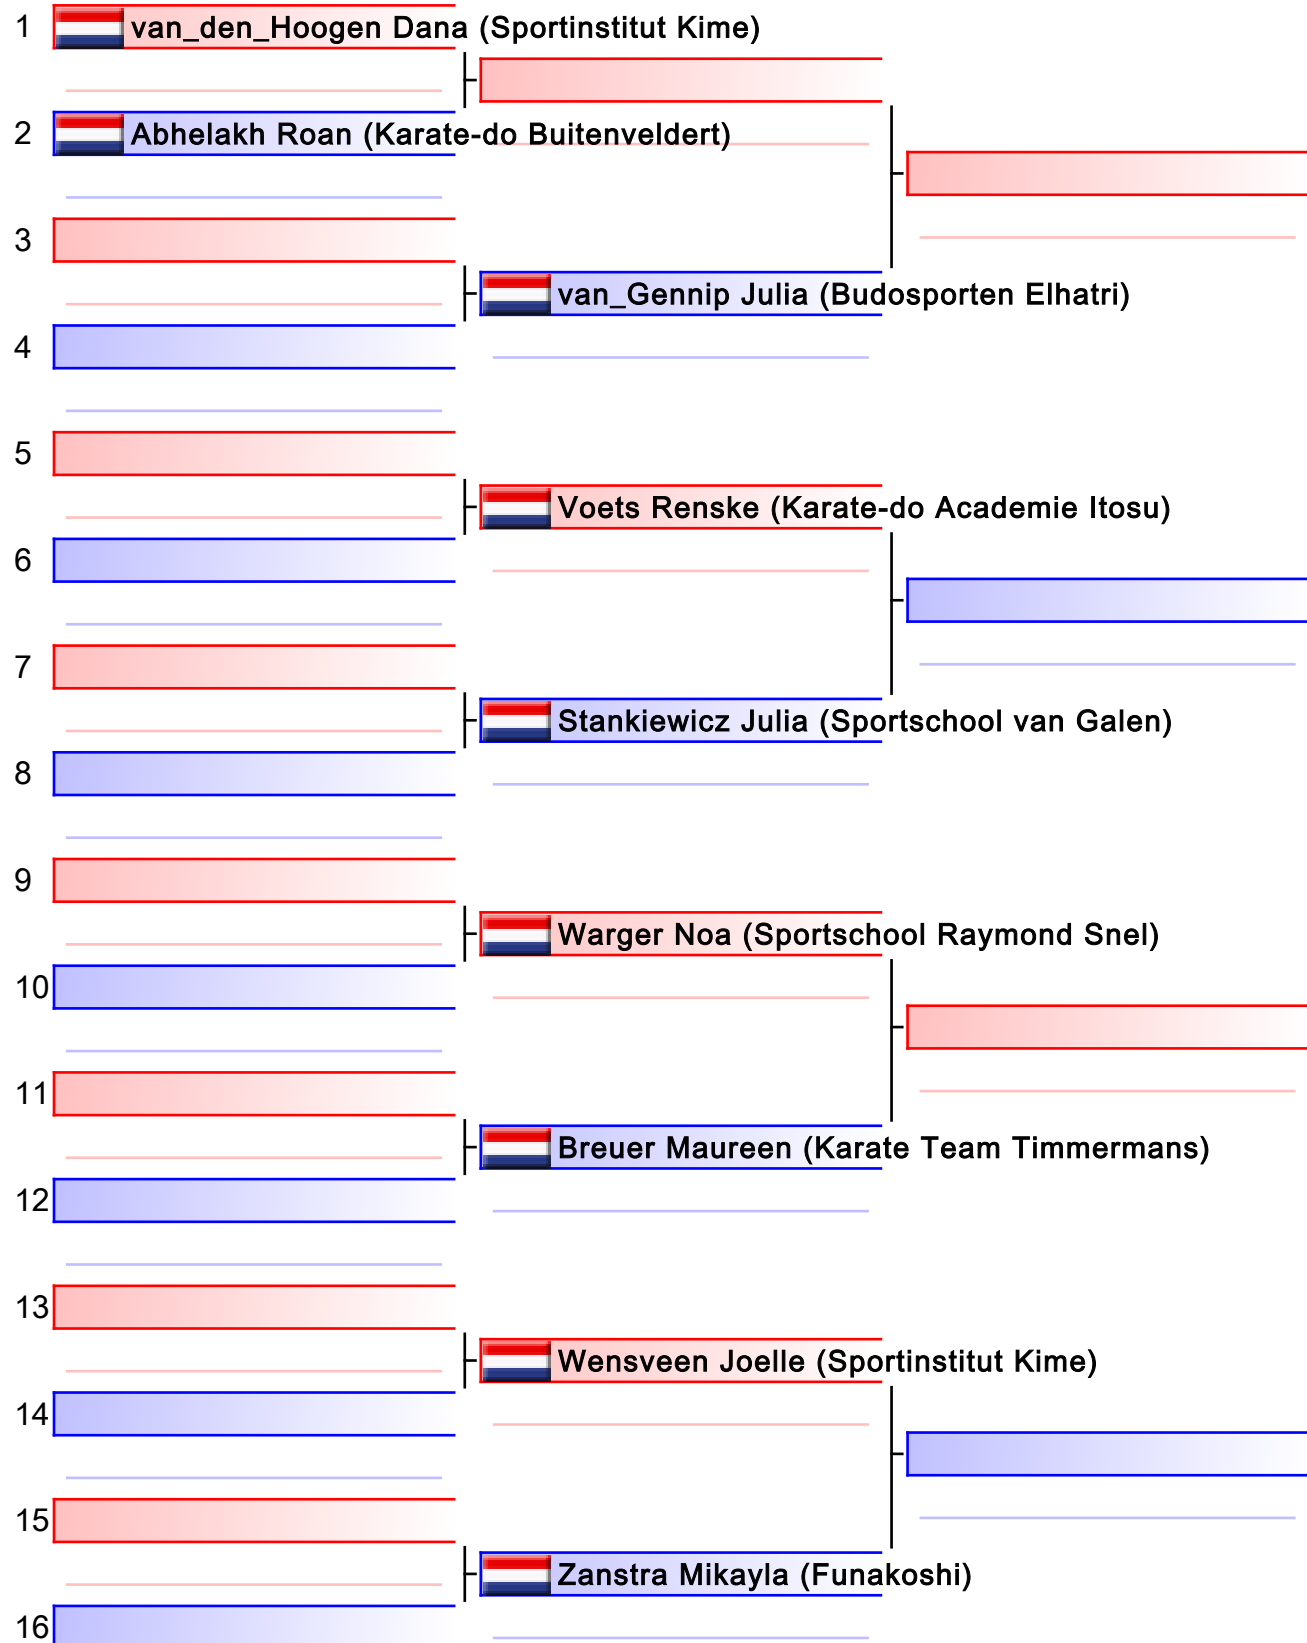 1 van_den_Hoogen Dana (Sportinstitut Kime)
2 Abhelakh Roan (Karate-do Buitenveldert)
3
van_Gennip Julia (Budosporten Elhatri)
4
5
Voets Renske (Karate-do Academie Itosu)
6
7
Stankiewicz Julia (Sportschool van Galen)
8
9
Warger Noa (Sportschool Raymond Snel)
10
11
Breuer Maureen (Karate Team Timmermans)
12
13
Wensveen Joelle (Sportinstitut Kime)
14
15
Zanstra Mikayla (Funakoshi)
16